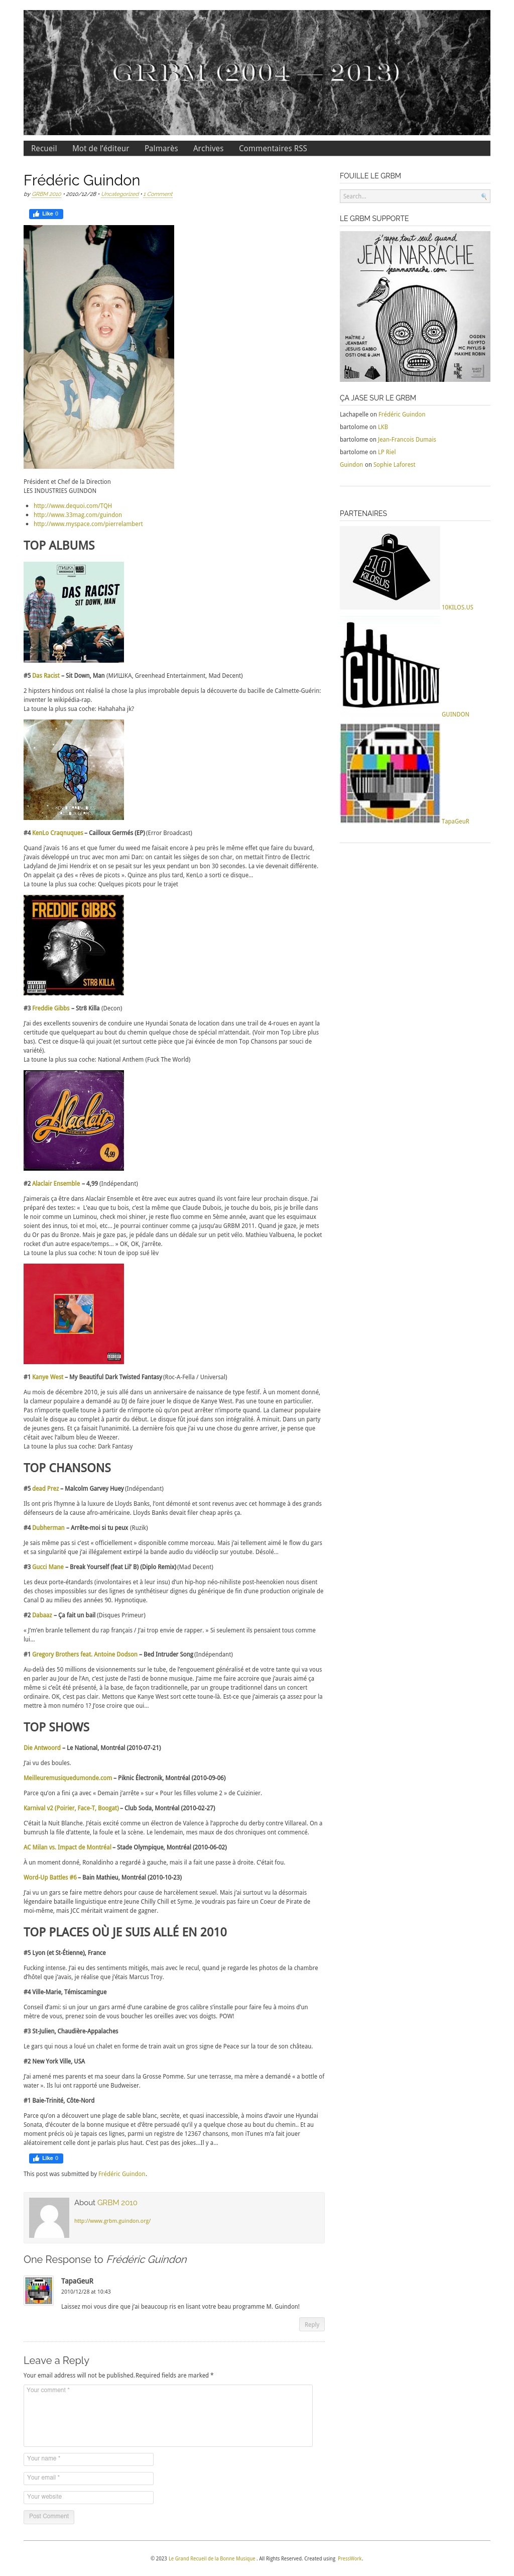 GRBM (2004 — 2013)
Recueil Mot de l'éditeur Palmarès Archives Commentaires RSS
Frédéric Guindon
by GRBM 2010 • 2010/12/28 • Uncategorized • 1 Comment
Like 0
Président et Chef de la Direction
LES INDUSTRIES GUINDON
http://www.dequoi.com/TQH
http://www.33mag.com/guindon
http://www.myspace.com/pierrelambert
TOP ALBUMS
DAS RACIST
SIT DOWN, MAN
#5 Das Racist – Sit Down, Man (МИШКА, Greenhead Entertainment, Mad Decent)
2 hipsters hindous ont réalisé la chose la plus improbable depuis la découverte du bacille de Calmette-Guérin:
inventer le wikipédia-rap.
La toune la plus sua coche: Hahahaha jk?
#4 KenLo Craqnuques – Cailloux Germés (EP) (Error Broadcast)
Quand j'avais 16 ans et que fumer du weed me faisait encore à peu près le même effet que faire du buvard,
j'avais développé un truc avec mon ami Dar: on cantait les sièges de son char, on mettait l'intro de Electric
Ladyland de Jimi Hendrix et on se pesait sur les yeux pendant un bon 30 secondes. La vie devenait différente.
On appelait ça des « rêves de picots ». Quinze ans plus tard, KenLo a sorti ce disque…
La toune la plus sua coche: Quelques picots pour le trajet
FREDDIE GIBBS
STR8 KILLA
#3 Freddie Gibbs – Str8 Killa (Decon)
J'ai des excellents souvenirs de conduire une Hyundai Sonata de location dans une trail de 4-roues en ayant la
certitude que quelquepart au bout du chemin quelque chose de spécial m'attendait. (Voir mon Top Libre plus
bas). C'est ce disque-là qui jouait (et surtout cette pièce que j'ai évincée de mon Top Chansons par souci de
variété).
La toune la plus sua coche: National Anthem (Fuck The World)
Alaclair
4,99
#2 Alaclair Ensemble – 4,99 (Indépendant)
J'aimerais ça être dans Alaclair Ensemble et être avec eux autres quand ils vont faire leur prochain disque. J'ai
préparé des textes: « L'eau que tu bois, c'est la même que Claude Dubois, je touche du bois, pis je brille dans
le noir comme un Luminou, check moi shiner, je reste fluo comme en 5ième année, avant que les esquimaux
soient des innus, toi et moi, etc… Je pourrai continuer comme ça jusqu'au GRBM 2011. Quand je jaze, je mets
du Or pas du Bronze. Mais je gaze pas, je pédale dans un dédale sur un petit vélo. Mathieu Valbuena, le pocket
rocket d'un autre espace/temps… » OK, OK, j'arrête.
La toune la plus sua coche: N toun de ipop sué lèv
#1 Kanye West – My Beautiful Dark Twisted Fantasy (Roc-A-Fella / Universal)
Au mois de décembre 2010, je suis allé dans un anniversaire de naissance de type festif. À un moment donné,
la clameur populaire a demandé au DJ de faire jouer le disque de Kanye West. Pas une toune en particulier.
Pas n'importe quelle toune à partir de n'importe où qu'on peut arrêter n'importe quand. La clameur populaire
voulait le disque au complet à partir du début. Le disque fût joué dans son intégralité. À minuit. Dans un party
de jeunes gens. Et ça faisait l'unanimité. La dernière fois que j'ai vu une chose du genre arriver, je pense que
c'était avec l'album bleu de Weezer.
La toune la plus sua coche: Dark Fantasy
TOP CHANSONS
#5 dead Prez – Malcolm Garvey Huey (Indépendant)
Ils ont pris l'hymne à la luxure de Lloyds Banks, l'ont démonté et sont revenus avec cet hommage à des grands
défenseurs de la cause afro-américaine. Lloyds Banks devait filer cheap après ça.
#4 Dubherman – Arrête-moi si tu peux (Ruzik)
Je sais même pas si c'est « officiellement » disponible comme morceau. Mais j'ai tellement aimé le flow du gars
et sa singularité que j'ai illégalement extirpé la bande audio du vidéoclip sur youtube. Désolé…
#3 Gucci Mane – Break Yourself (feat Lil' B) (Diplo Remix) (Mad Decent)
Les deux porte-étandards (involontaires et à leur insu) d'un hip-hop néo-nihiliste post-heenokien nous disent
des choses impossibles sur des lignes de synthétiseur dignes du générique de fin d'une production originale de
Canal D au milieu des années 90. Hypnotique.
#2 Dabaaz – Ça fait un bail (Disques Primeur)
« J'm'en branle tellement du rap français / J'ai trop envie de rapper. » Si seulement ils pensaient tous comme
lui…
#1 Gregory Brothers feat. Antoine Dodson – Bed Intruder Song (Indépendant)
Au-delà des 50 millions de visionnements sur le tube, de l'engouement généralisé et de votre tante qui va vous
en parler au Jour de l'An, c'est juste de l'asti de bonne musique. J'aime me faire accroire que j'aurais aimé ça
même si c'eût été présenté, à la base, de façon traditionnelle, par un groupe traditionnel dans un concert
ordinaire. OK, c'est pas clair. Mettons que Kanye West sort cette toune-là. Est-ce que j'aimerais ça assez pour la
mettre à mon numéro 1? J'ose croire que oui…
TOP SHOWS
Die Antwoord – Le National, Montréal (2010-07-21)
J'ai vu des boules.
Meilleuremusiquedumonde.com – Piknic Électronik, Montréal (2010-09-06)
Parce qu'on a fini ça avec « Demain j'arrête » sur « Pour les filles volume 2 » de Cuizinier.
Karnival v2 (Poirier, Face-T, Boogat) – Club Soda, Montréal (2010-02-27)
C'était la Nuit Blanche. J'étais excité comme un électron de Valence à l'approche du derby contre Villareal. On a
foulé la file d'attente et on a dansé comme un écran de veille. Le lendemain, mes maux de dos chroniques ont commencé.
AC Milan vs. Impact de Montréal – Stade Olympique, Montréal (2010-06-02)
À un moment donné, Ronaldinho a regardé à gauche, mais il a fait une passe à droite. C'était fou.
Word-Up Battles #6 – Bain Mathieu, Montréal (2010-10-23)
J'ai vu un gars se faire mettre dehors pour cause de harcèlement sexuel. Mais j'ai surtout vu la désormais
légendaire bataille linguistique entre Jeune Chilly Chill et Syme. Je voudrais pas faire un Coeur de Pirate de
moi-même, mais JCC méritait vraiment de gagner.
TOP PLACES OÙ JE SUIS ALLÉ EN 2010
#5 Lyon (et St-Étienne), France
Fucking intense. J'ai eu des sentiments mitigés, mais avec le recul, quand je regarde les photos de la chambre
d'hôtel que j'avais, je réalise que j'étais Marcus Troy.
#4 Ville-Marie, Témiscamingue
Conseil d'ami: si un jour un gars armé d'une carabine de gros calibre s'installe pour faire feu à moins d'un
mètre de vous, prenez soin de vous boucher les oreilles avec vos doigts. POW!
#3 St-Julien, Chaudière-Appalaches
Le gars qui nous a loué un chalet en forme de train avait un gros signe de Peace sur la tour de son château.
#2 New York Ville, USA
J'ai amené mes parents et ma soeur dans la Grosse Pomme. Sur une terrasse, ma mère a demandé « a bottle of
water ». Ils lui ont rapporté une Budweiser.
#1 Baie-Trinité, Côte-Nord
Parce qu'on a découvert une plage de sable blanc, secrète, et quasi inaccessible, à moins d'avoir une Hyundai
Sonata, d'écouter de la bonne musique et d'être persuadé qu'il y a quelque chose au bout du chemin.. Et au
moment précis où je tapais ces lignes, parmi un registre de 12367 chansons, mon iTunes m'a fait jouer
aléatoirement celle dont je parlais plus haut. C'est pas des jokes…Il y a…
Like 0
This post was submitted by Frédéric Guindon.
About GRBM 2010
http://www.grbm.guindon.org/
One Response to Frédéric Guindon
TapaGeuR
2010/12/28 at 10:43
Laissez moi vous dire que j'ai beaucoup ris en lisant votre beau programme M. Guindon!
Reply
Leave a Reply
Your email address will not be published.Required fields are marked *
Your comment *
Your name *
Your email *
Your website
Post Comment
FOUILLE LE GRBM
Search...
LE GRBM SUPPORTE
j'rappe tout seul quand
JEAN NARRACHE
jeannarrache.com
MAITRE J
JEANBART
JESUIS GABBO
OSTI ONE & JAM
OGDEN
EGYPTO
MC PHYLIS &
MAXIME ROBIN
ÇA JASE SUR LE GRBM
Lachapelle on Frédéric Guindon
bartolome on LKB
bartolome on Jean-Francois Dumais
bartolome on LP Riel
Guindon on Sophie Laforest
PARTENAIRES
10
KILOS.US
10KILOS.US
GUINDON
GUINDON
TapaGeuR
© 2023 Le Grand Recueil de la Bonne Musique. All Rights Reserved. Created using PressWork.